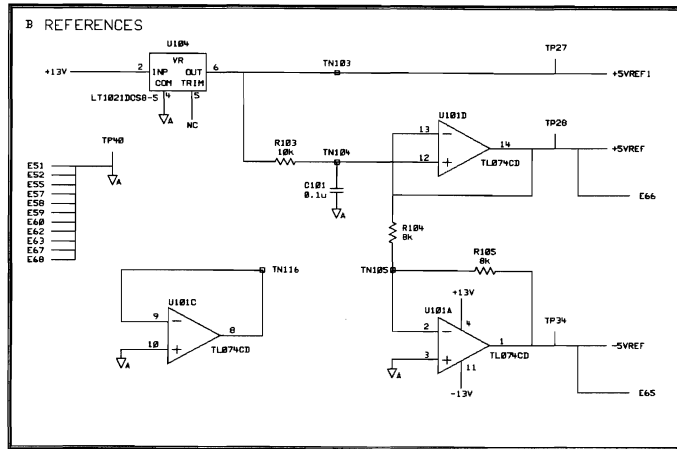 B REFERENCES
U104
VR
+13V
2
INP
OUT
6
COM
TRIM
LT1021DCS8-5
4
5
A
NC
TN103
TP27
+5VREF1
TP40
E51
E52
E55
E57
E58
E59
E60
E62
E63
E67
E68
A
R103
10k
TN104
C101
0.1u
A
U101D
13
12
14
TL074CD
TP28
+5VREF
E66
R104
8k
TN105
R105
8k
TN116
U101C
9
10
8
TL074CD
A
+13V
U101A
4
2
3
1
TL074CD
11
-13V
A
TP34
-5VREF
E65